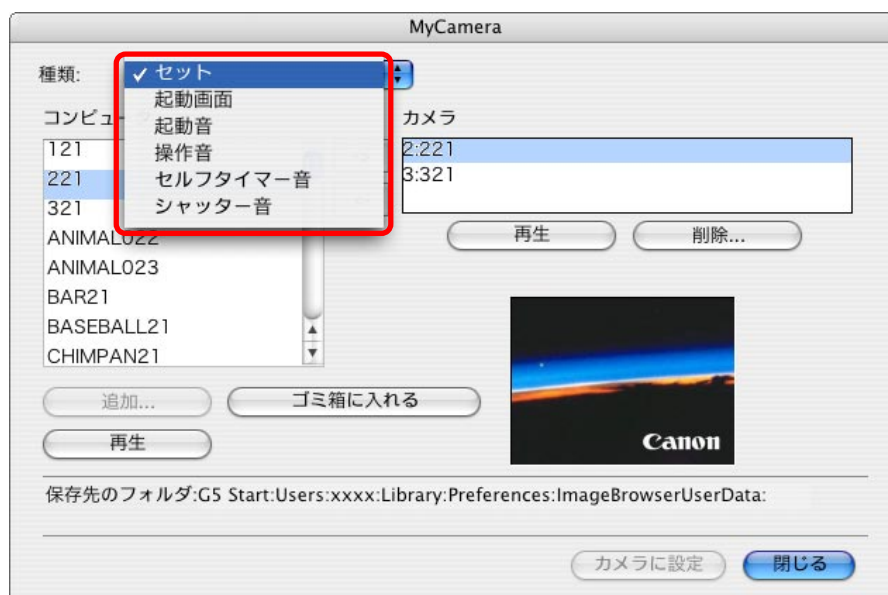 MyCamera
種類:
✓ セット
起動画面
起動音
操作音
セルフタイマー音
シャッター音
コンピュータ
121
221
321
ANIMAL022
ANIMAL023
BAR21
BASEBALL21
CHIMPAN21
カメラ
2:221
3:321
再生
削除...
追加...
ゴミ箱に入れる
再生
Canon
保存先のフォルダ:G5 Start:Users:xxxx:Library:Preferences:ImageBrowserUserData:
カメラに設定
閉じる